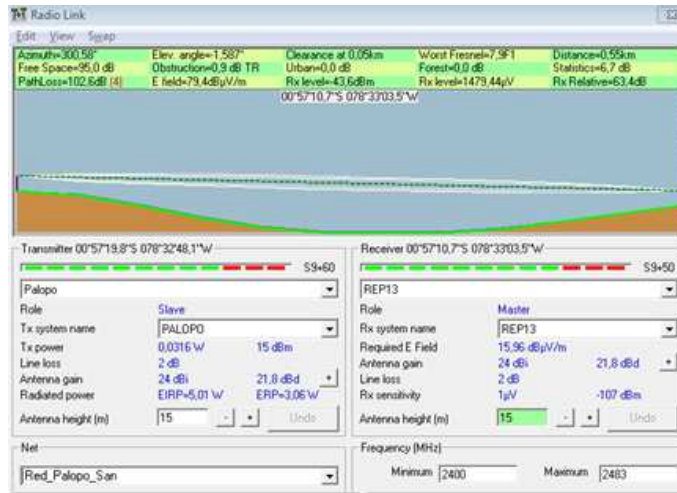 Radio Link
Edit View Swap
Azimuth=300,58° Elev. angle=-1,587° Clearance at 0,05km Worst Fresnel=7,9F1 Distance=0,55km
Free Space=95,0 dB Obstruction=0,9 dB TR Urban=0,0 dB Forest=0,0 dB Statistics=6,7 dB
PathLoss=102,6dB (4) E field=79,4dBµV/m Rx level=-43,6dBm Rx level=1479,44µV Rx Relative=63,4dB
00°57'10,7"S 078°33'03,5"W
Transmitter 00°57'19,8"S 078°32'48,1"W Receiver 00°57'10,7"S 078°33'03,5"W
S9+60 S9+50
Palopo REP13
Role Slave Role Master
Tx system name PALOPO Rx system name REP13
Tx power 0,0316 W 15 dBm Required E Field 15,96 dBµV/m
Line loss 2 dB Antenna gain 24 dBi 21,8 dBd +
Antenna gain 24 dBi 21,8 dBd + Line loss 2 dB
Radiated power EIRP=5,01 W ERP=3,06 W Rx sensitivity 1µV -107 dBm
Antenna height (m) 15 - + Undo Antenna height (m) 15 - + Undo
Net Frequency (MHz)
Red_Palopo_San Minimum 2400 Maximum 2483